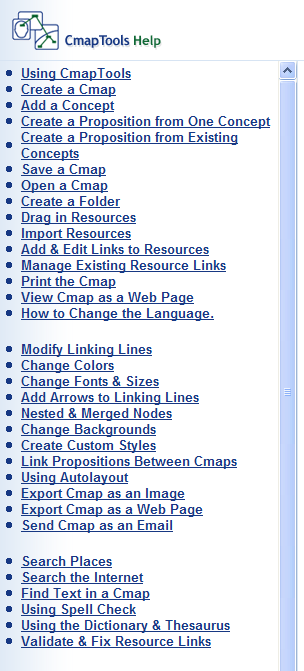 CmapTools Help
Using CmapTools
Create a Cmap
Add a Concept
Create a Proposition from One Concept
Create a Proposition from Existing
Concepts
Save a Cmap
Open a Cmap
Create a Folder
Drag in Resources
Import Resources
Add & Edit Links to Resources
Manage Existing Resource Links
Print the Cmap
View Cmap as a Web Page
How to Change the Language.
Modify Linking Lines
Change Colors
Change Fonts & Sizes
Add Arrows to Linking Lines
Nested & Merged Nodes
Change Backgrounds
Create Custom Styles
Link Propositions Between Cmaps
Using Autolayout
Export Cmap as an Image
Export Cmap as a Web Page
Send Cmap as an Email
Search Places
Search the Internet
Find Text in a Cmap
Using Spell Check
Using the Dictionary & Thesaurus
Validate & Fix Resource Links